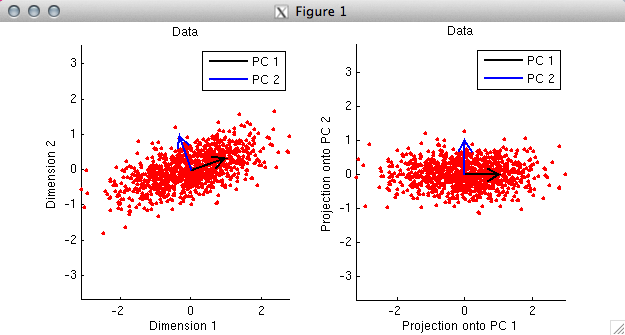 Figure 1
Data
PC 1
PC 2
3
2
1
0
-1
-2
-3
Dimension 2
-2
0
2
Dimension 1
Data
PC 1
PC 2
3
2
1
0
-1
-2
-3
Projection onto PC 2
-2
0
2
Projection onto PC 1